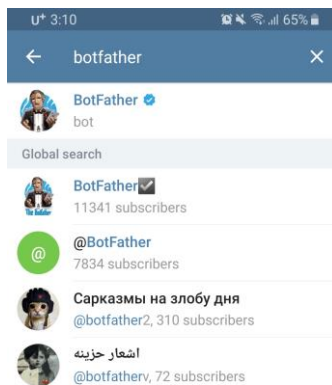 U⁺ 3:10 65%
botfather
BotFather
bot
Global search
BotFather
11341 subscribers
@
@BotFather
7834 subscribers
Сарказмы на злобу дня
@botfather2, 310 subscribers
اشعار حزينه
@botfatherv, 72 subscribers